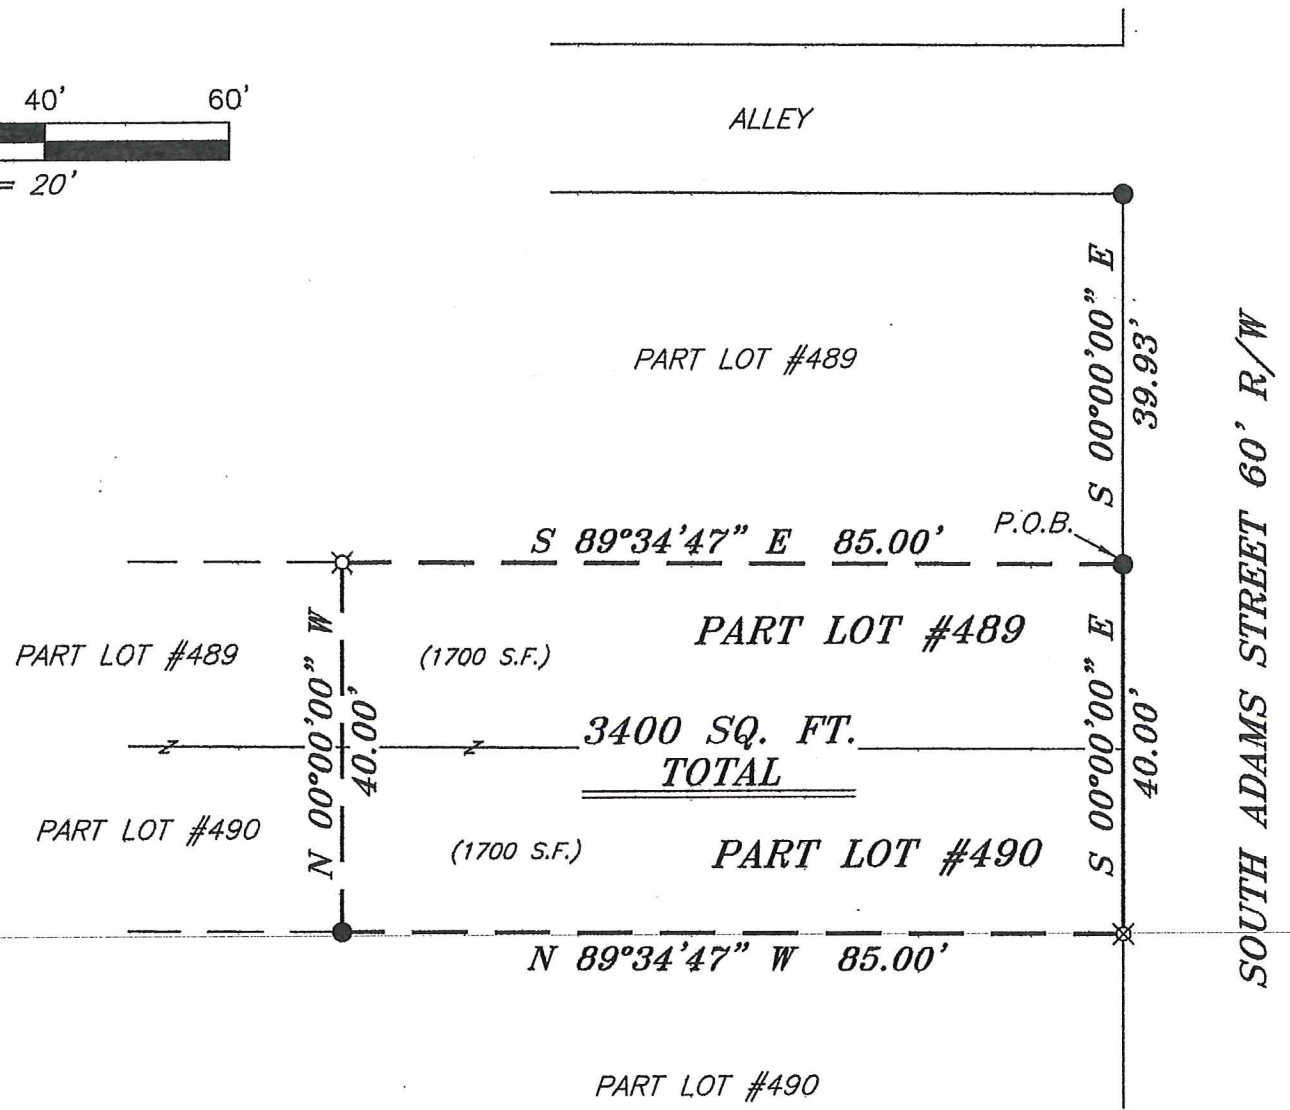 40' 60'
= 20'
ALLEY
S 00°00'00" E
39.93'
PART LOT #489
SOUTH ADAMS STREET 60' R/W
P.O.B.
S 89°34'47" E 85.00'
PART LOT #489
N 00°00'00" W
40.00'
(1700 S.F.)
PART LOT #489
S 00°00'00" E
40.00'
3400 SQ. FT.
TOTAL
PART LOT #490
(1700 S.F.)
PART LOT #490
N 89°34'47" W 85.00'
PART LOT #490